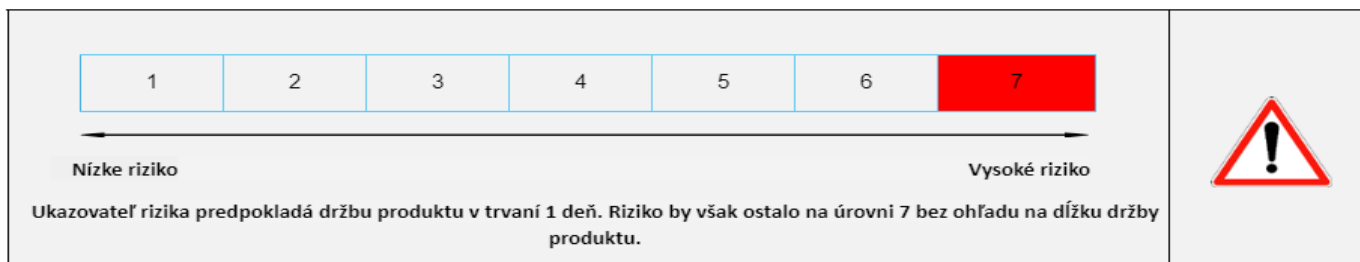 1 2 3 4 5 6 7
Nízke riziko Vysoké riziko
Ukazovateľ rizika predpokladá držbu produktu v trvaní 1 deň. Riziko by však ostalo na úrovni 7 bez ohľadu na dĺžku držby
produktu.